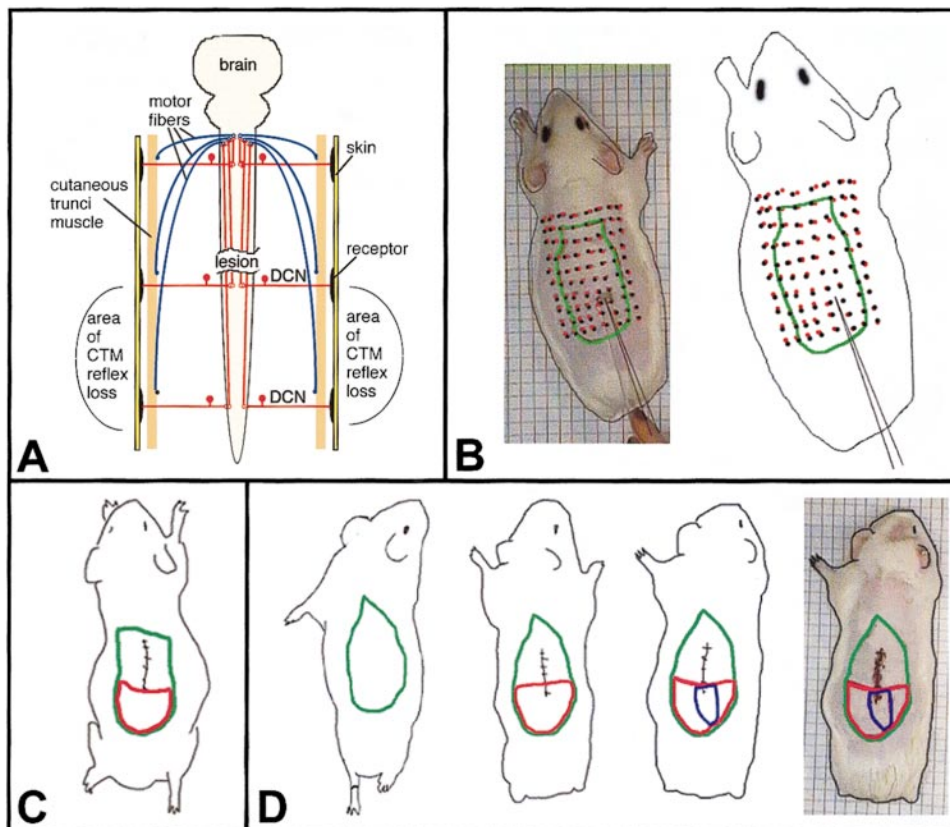 brain
motor
fibers
skin
cutaneous
trunci
muscle
receptor
lesion
DCN
area
of
CTM
reflex
loss
area
of
CTM
reflex
loss
DCN
A
B
C
D